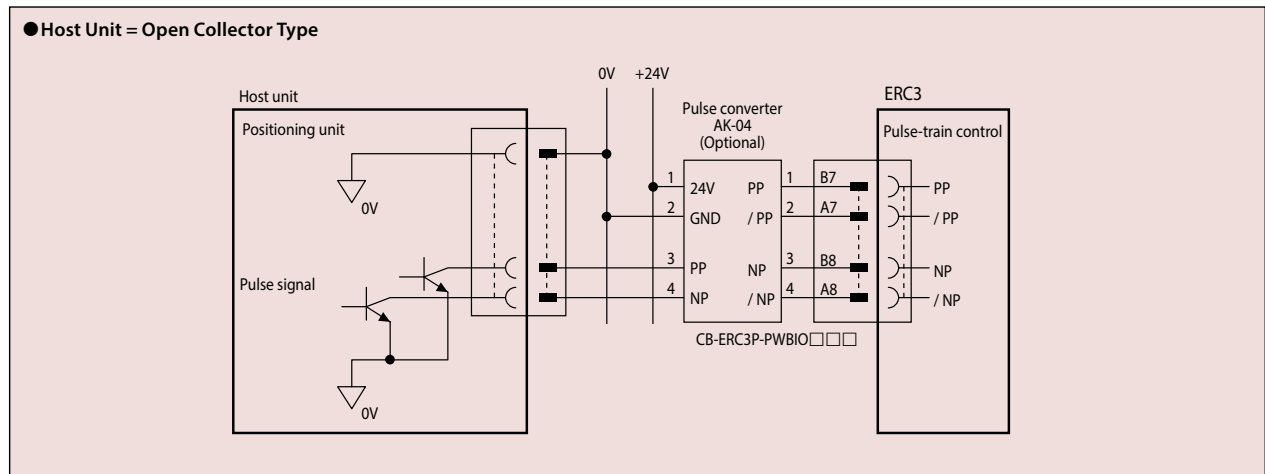 ●Host Unit = Open Collector Type
0V +24V
Host unit
Positioning unit
0V
Pulse signal
0V
Pulse converter
AK-04
(Optional)
1 24V PP 1
2 GND / PP 2
3 PP NP 3
4 NP / NP 4
B7
A7
B8
A8
CB-ERC3P-PWBIO□□□
ERC3
Pulse-train control
PP
/ PP
NP
/ NP